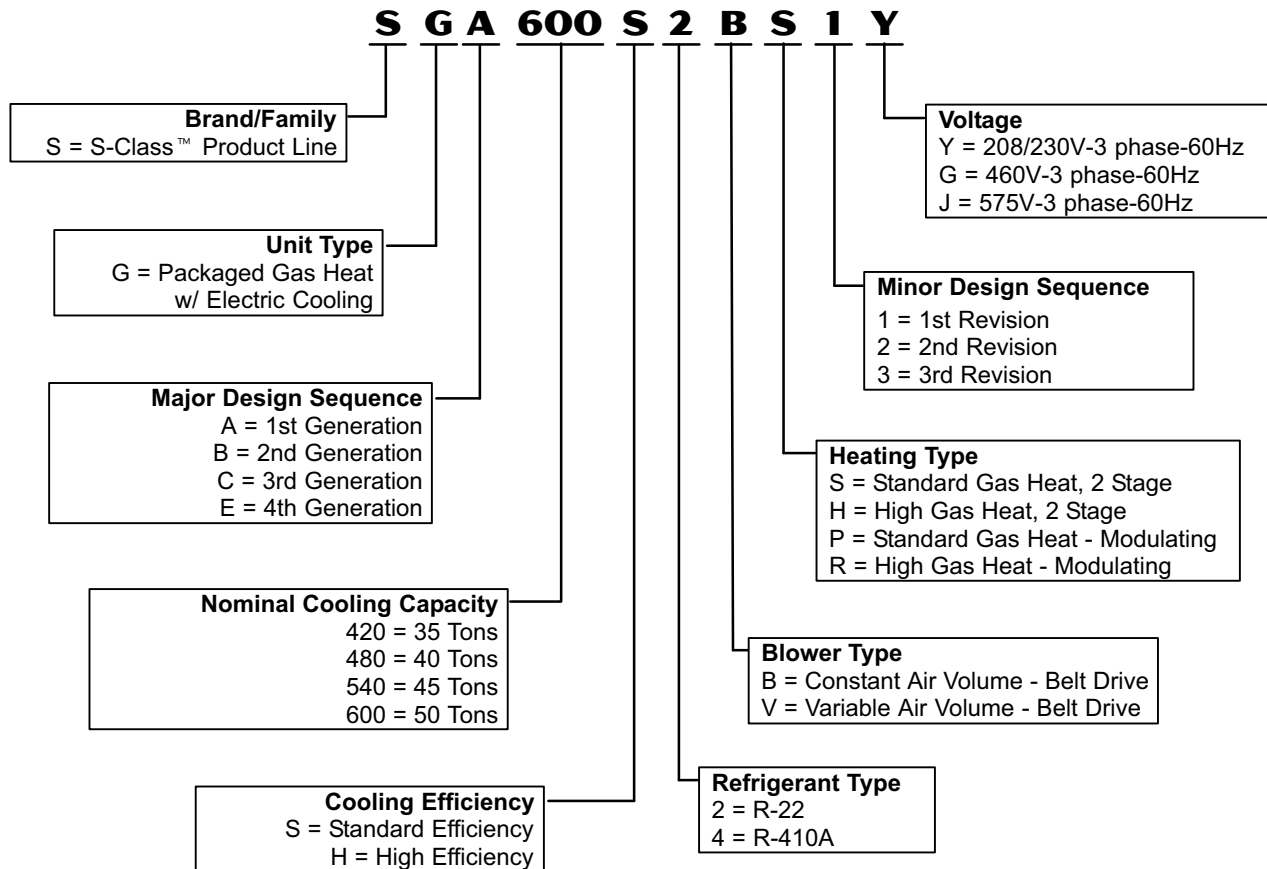 S G A 600 S 2 B S 1 Y
Brand/Family
S = S-Class™ Product Line
Unit Type
G = Packaged Gas Heat
w/ Electric Cooling
Major Design Sequence
A = 1st Generation
B = 2nd Generation
C = 3rd Generation
E = 4th Generation
Nominal Cooling Capacity
420 = 35 Tons
480 = 40 Tons
540 = 45 Tons
600 = 50 Tons
Cooling Efficiency
S = Standard Efficiency
H = High Efficiency
Voltage
Y = 208/230V-3 phase-60Hz
G = 460V-3 phase-60Hz
J = 575V-3 phase-60Hz
Minor Design Sequence
1 = 1st Revision
2 = 2nd Revision
3 = 3rd Revision
Heating Type
S = Standard Gas Heat, 2 Stage
H = High Gas Heat, 2 Stage
P = Standard Gas Heat - Modulating
R = High Gas Heat - Modulating
Blower Type
B = Constant Air Volume - Belt Drive
V = Variable Air Volume - Belt Drive
Refrigerant Type
2 = R-22
4 = R-410A